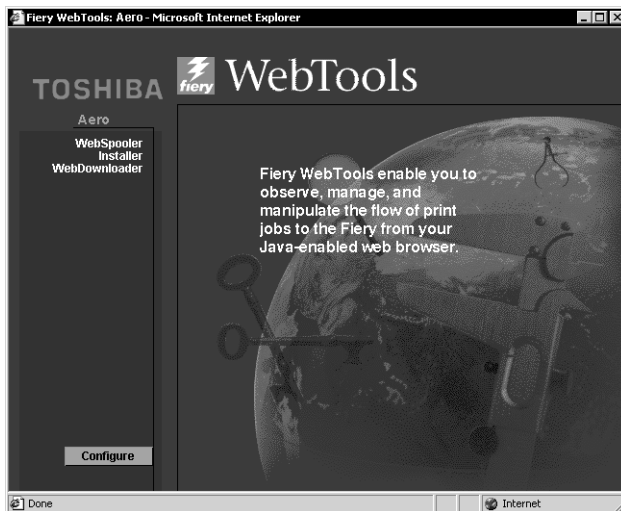 Fiery WebTools: Aero - Microsoft Internet Explorer
TOSHIBA
fiery
WebTools
Aero
WebSpooler
Installer
WebDownloader
Fiery WebTools enable you to
observe, manage, and
manipulate the flow of print
jobs to the Fiery from your
Java-enabled web browser.
Configure
Done
Internet